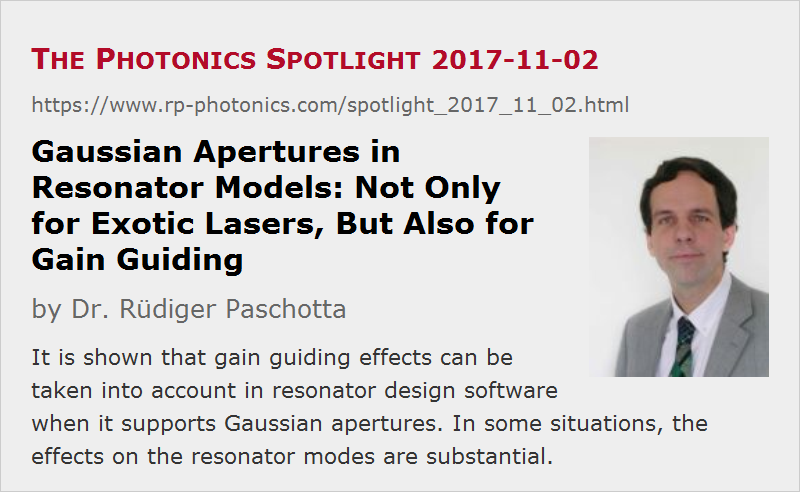 THE PHOTONICS SPOTLIGHT 2017-11-02
https://www.rp-photonics.com/spotlight_2017_11_02.html
Gaussian Apertures in
Resonator Models: Not Only
for Exotic Lasers, But Also for
Gain Guiding
by Dr. Rüdiger Paschotta
It is shown that gain guiding effects can be
taken into account in resonator design software
when it supports Gaussian apertures. In some situations, the
effects on the resonator modes are substantial.